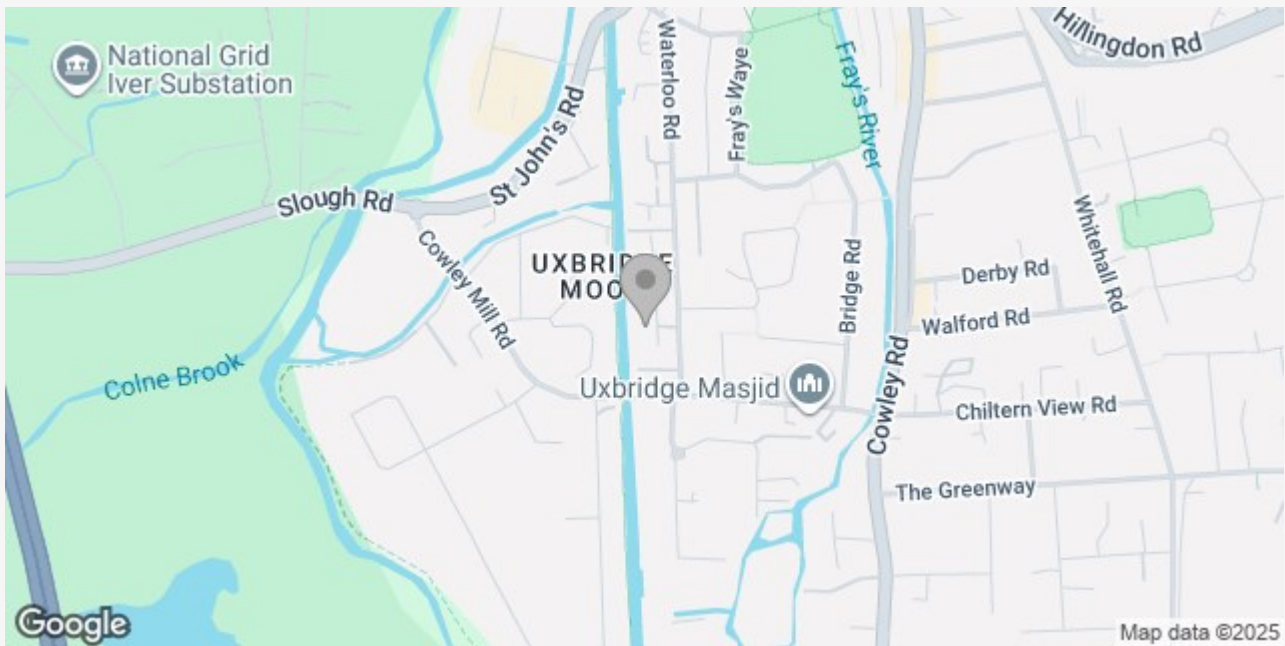 National Grid
Iver Substation
Waterloo Rd
Fray's Waye
Fray's River
Hillingdon Rd
St John's Rd
Slough Rd
Whitehall Rd
UXBRIDGE
Cowley Mill Rd
Bridge Rd
Derby Rd
Walford Rd
Colne Brook
Uxbridge Masjid
Cowley Rd
Chiltern View Rd
The Greenway
Google
Map data ©2025